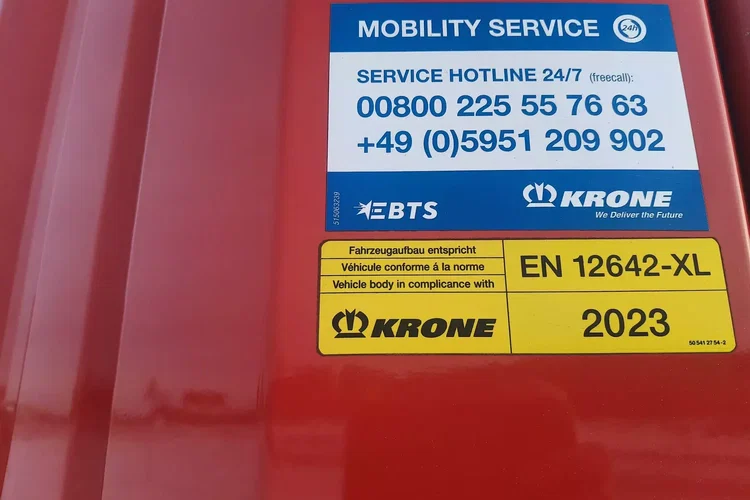 MOBILITY SERVICE 24h
SERVICE HOTLINE 24/7 (freecall):
00800 225 55 76 63
+49 (0)5951 209 902
515063239
EBTS
KRONE
We Deliver the Future
Fahrzeugaufbau entspricht
Véhicule conforme á la norme
Vehicle body in complicance with
EN 12642-XL
KRONE
2023
50 541 27 54-2